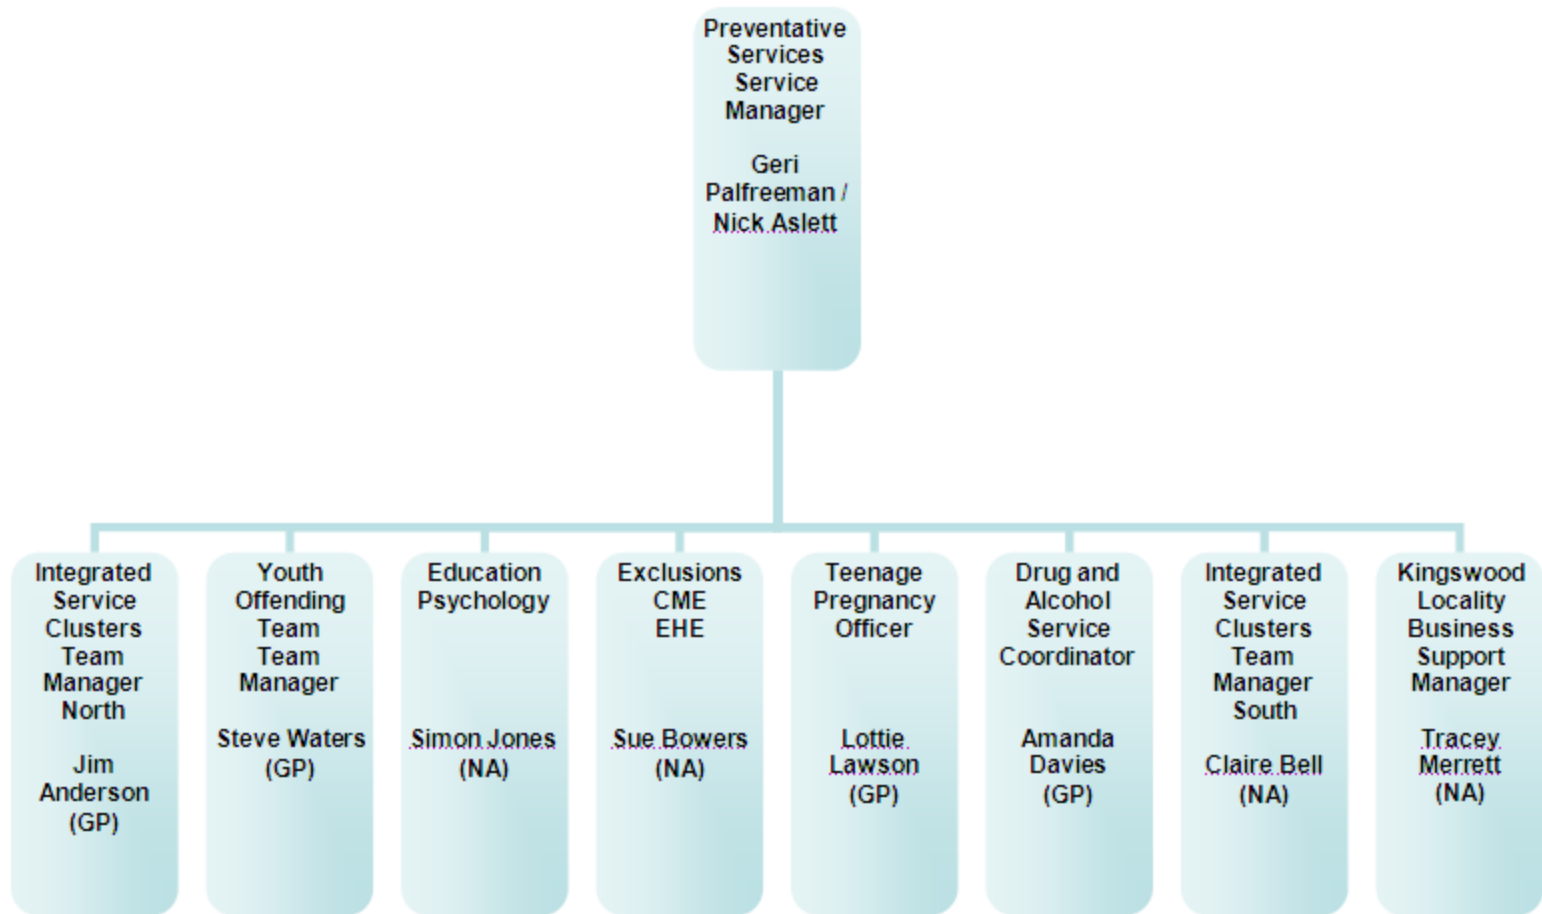 Preventative
Services
Service
Manager
Geri
Palfreeman /
Nick Aslett
Integrated
Service
Clusters
Team
Manager
North
Jim
Anderson
(GP)
Youth
Offending
Team
Team
Manager
Steve Waters
(GP)
Education
Psychology
Simon Jones
(NA)
Exclusions
CME
EHE
Sue Bowers
(NA)
Teenage
Pregnancy
Officer
Lottie
Lawson
(GP)
Drug and
Alcohol
Service
Coordinator
Amanda
Davies
(GP)
Integrated
Service
Clusters
Team
Manager
South
Claire Bell
(NA)
Kingswood
Locality
Business
Support
Manager
Tracey
Merrett
(NA)